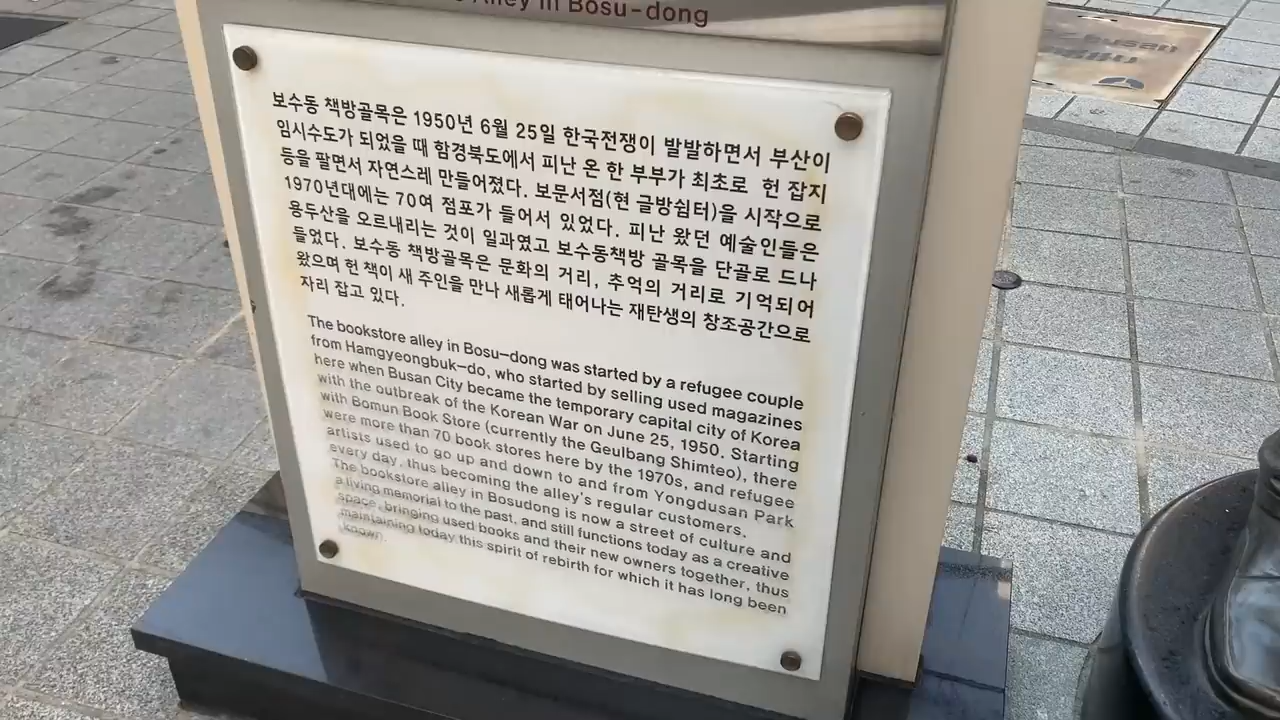 Alley in Bosu-dong
보수동 책방골목은 1950년 6월 25일 한국전쟁이 발발하면서 부산이
임시수도가 되었을 때 함경북도에서 피난 온 한 부부가 최초로 헌 잡지
등을 팔면서 자연스레 만들어졌다. 보문서점(현 글방쉼터)을 시작으로
1970년대에는 70여 점포가 들어서 있었다. 피난 왔던 예술인들은
용두산을 오르내리는 것이 일과였고 보수동책방 골목을 단골로 드나
들었다. 보수동 책방골목은 문화의 거리, 추억의 거리로 기억되어
왔으며 헌 책이 새 주인을 만나 새롭게 태어나는 재탄생의 창조공간으로
자리 잡고 있다.
The bookstore alley in Bosu-dong was started by a refugee couple
from Hamgyeongbuk-do, who started by selling used magazines
here when Busan City became the temporary capital city of Korea
with the outbreak of the Korean War on June 25, 1950. Starting
with Bomun Book Store (currently the Geulbang Shimteo), there
were more than 70 book stores here by the 1970s, and refugee
artists used to go up and down to and from Yongdusan Park
every day, thus becoming the alley's regular customers.
The bookstore alley in Bosudong is now a street of culture and
a living memorial to the past, and still functions today as a creative
space, bringing used books and their new owners together, thus
maintaining today this spirit of rebirth for which it has long been
known.